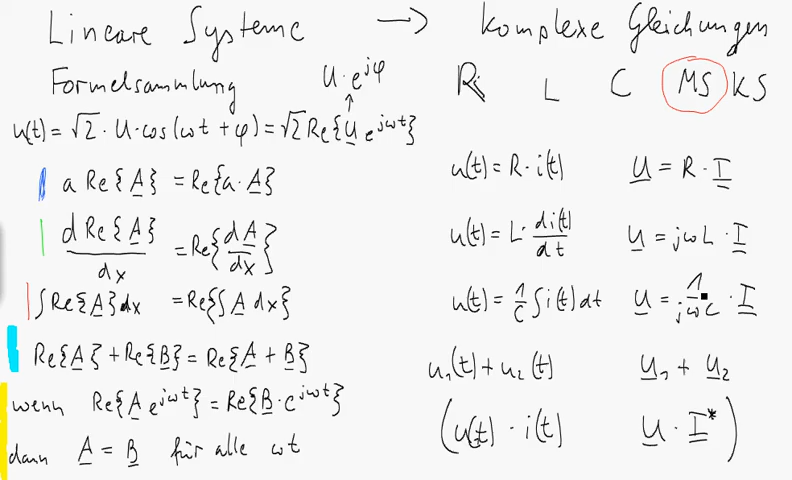 Lineare Systeme → Komplexe Gleichungen
Formelsammlung U·e^{jφ}
u(t) = √2 · U·cos(ωt + φ) = √2 Re{U̲ e^{jωt}}
a Re{A̲} = Re{a·A̲}
d Re{A̲}/dx = Re{dA̲/dx}
∫Re{A̲}dx = Re{∫A̲ dx}
Re{A̲} + Re{B̲} = Re{A̲ + B̲}
wenn Re{A̲ e^{jωt}} = Re{B̲·e^{jωt}}
dann A̲ = B̲ für alle ωt
R L C MS KS
u(t) = R·i(t) U̲ = R·I̲
u(t) = L·di(t)/dt U̲ = jωL·I̲
u(t) = 1/C ∫i(t)dt U̲ = 1/jωC · I̲
u₁(t) + u₂(t) U̲₁ + U̲₂
(u(t)·i(t) U̲·I̲*)